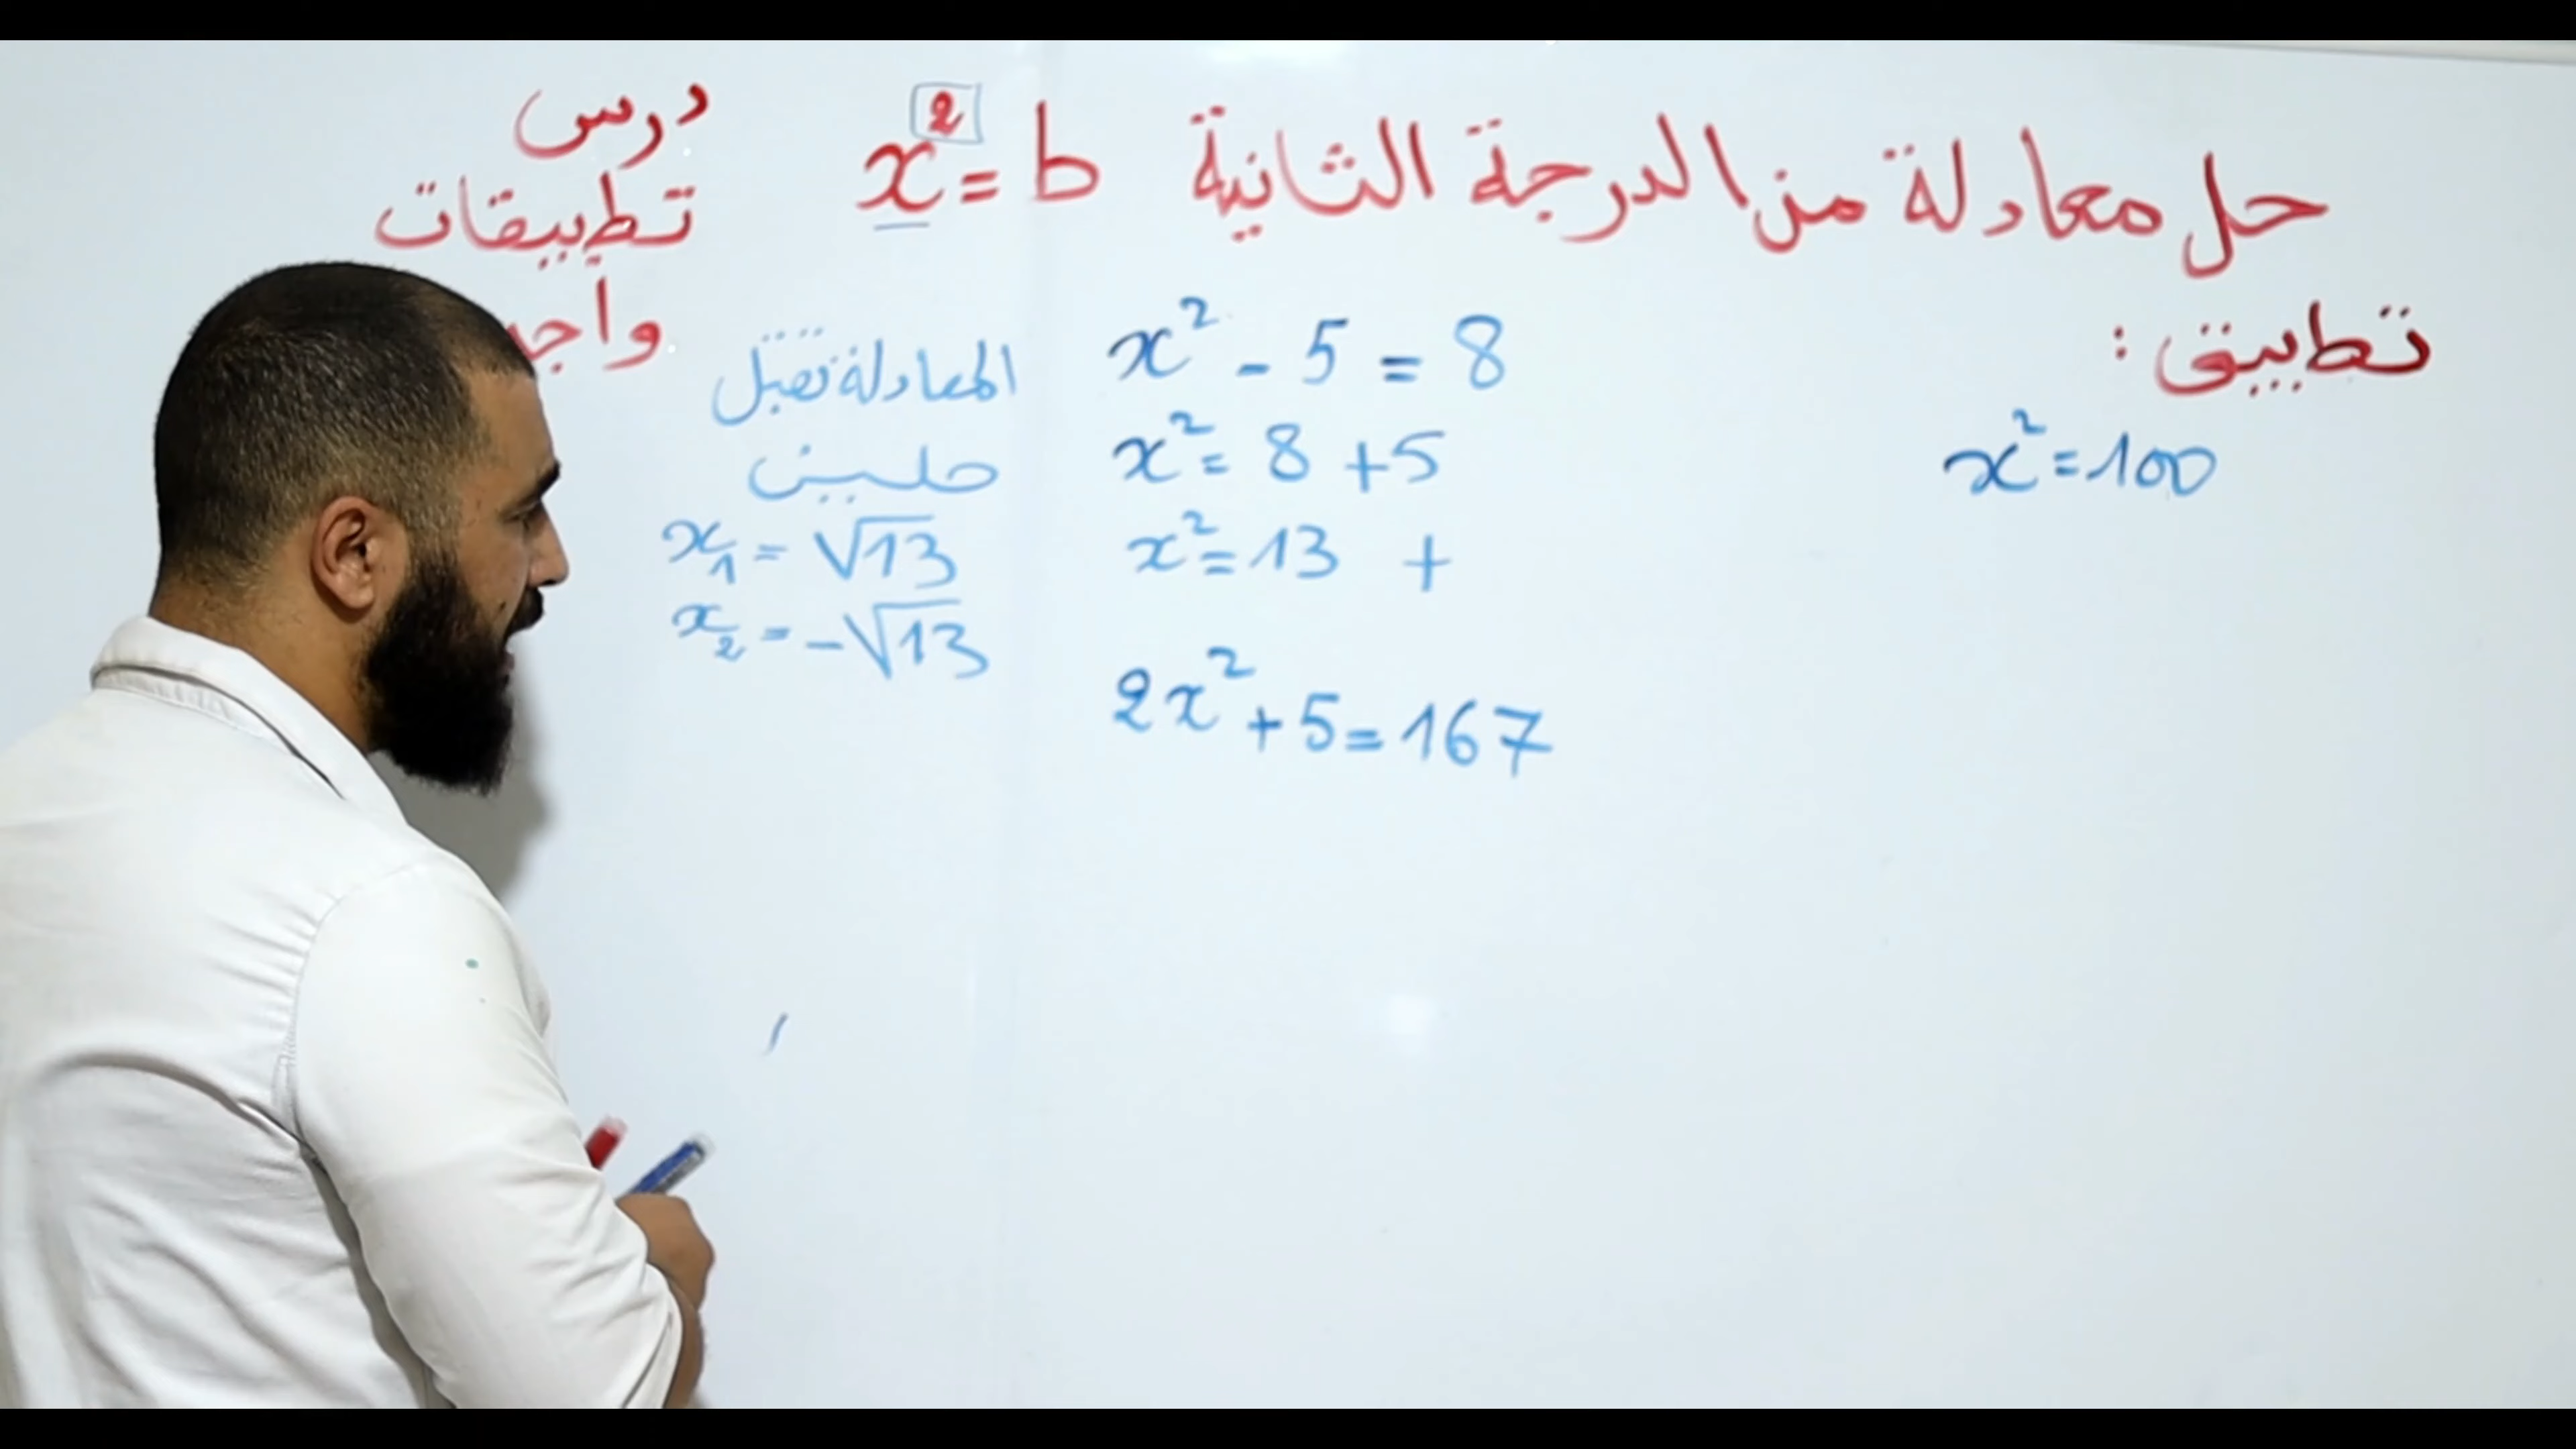 حل معادلة من الدرجة الثانية x² = b
درس
تطبيقات
تطبيق :
x² = 100
x² - 5 = 8
x² = 8 + 5
x² = 13 +
2x² + 5 = 167
المعادلة تقبل
حلين
x₁ = √13
x₂ = -√13